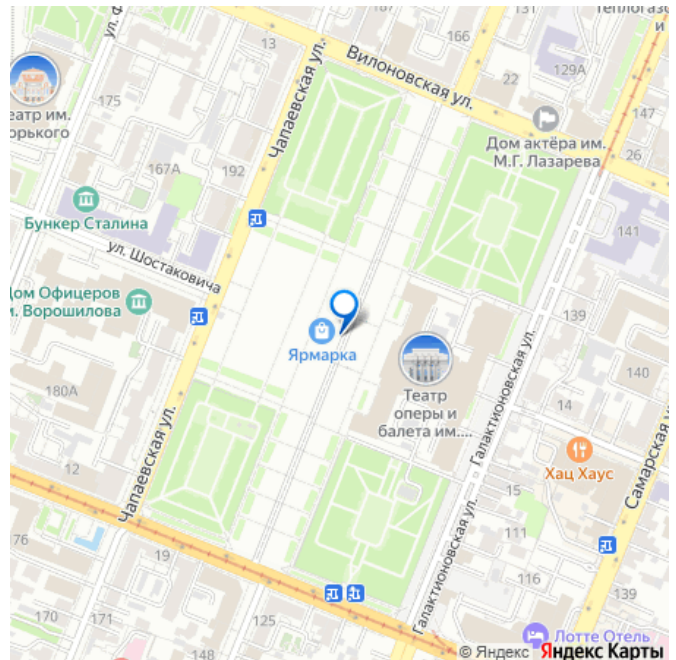 теплогаз
и
ул. Ф
13
187
166
Вилоновская ул.
22
129А
147
175
Чапаевская ул.
еатр им.
орького
Дом актёра им.
М.Г. Лазарева
26
167А
192
Бункер Сталина
141
ул. Шостаковича
Дом Офицеров
м. Ворошилова
139
Ярмарка
Театр
оперы и
балета им....
Галактионовская ул.
140
180А
14
Хац Хаус
Самарская у
Чапаевская ул.
12
15
76
19
111
Галактионовская ул.
116
139
170
171
125
Лотте Отель
© Яндекс Яндекс Карты